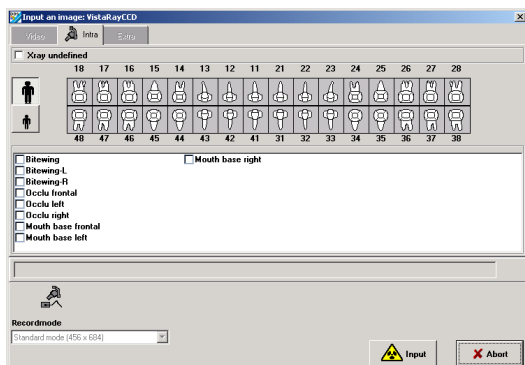 Input an image: VistaRayCCD
Video Intra Extra
Xray undefined
18 17 16 15 14 13 12 11 21 22 23 24 25 26 27 28
48 47 46 45 44 43 42 41 31 32 33 34 35 36 37 38
Bitewing Mouth base right
Bitewing-L
Bitewing-R
Occlu frontal
Occlu left
Occlu right
Mouth base frontal
Mouth base left
Recordmode
Standard mode (456 x 684)
Input Abort